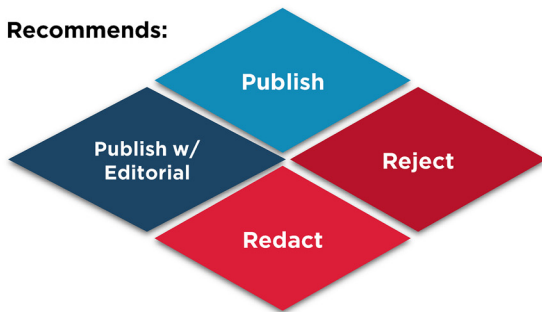 Recommends:
Publish
Publish w/
Editorial
Reject
Redact